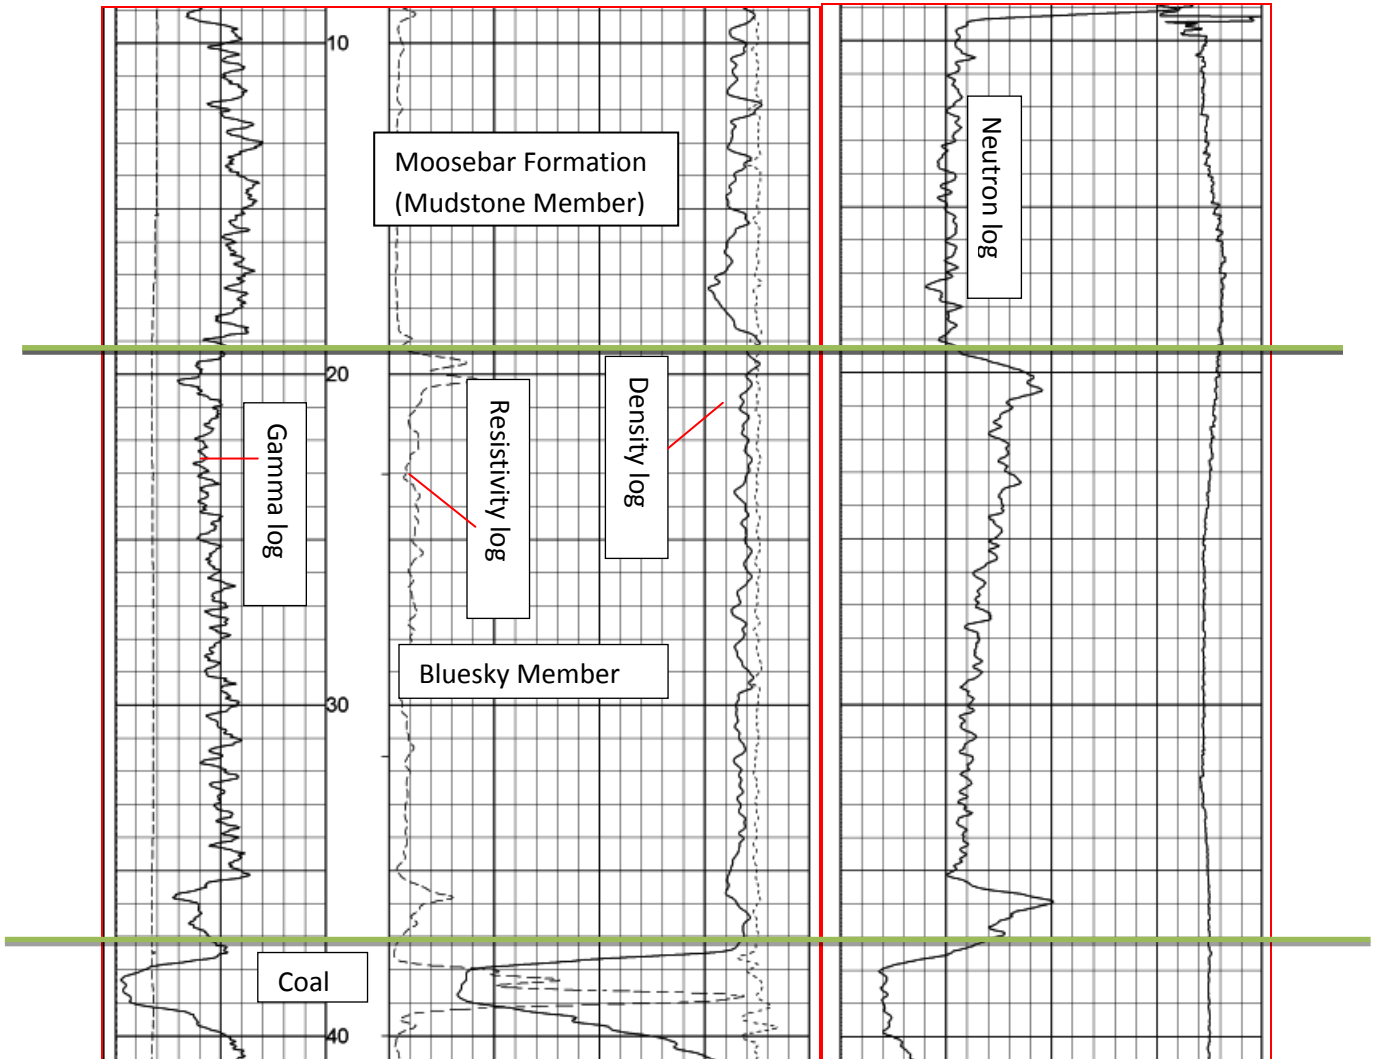 10
Moosebar Formation
(Mudstone Member)
Neutron log
20
Gamma log
Resistivity log
Density log
Bluesky Member
30
Coal
40